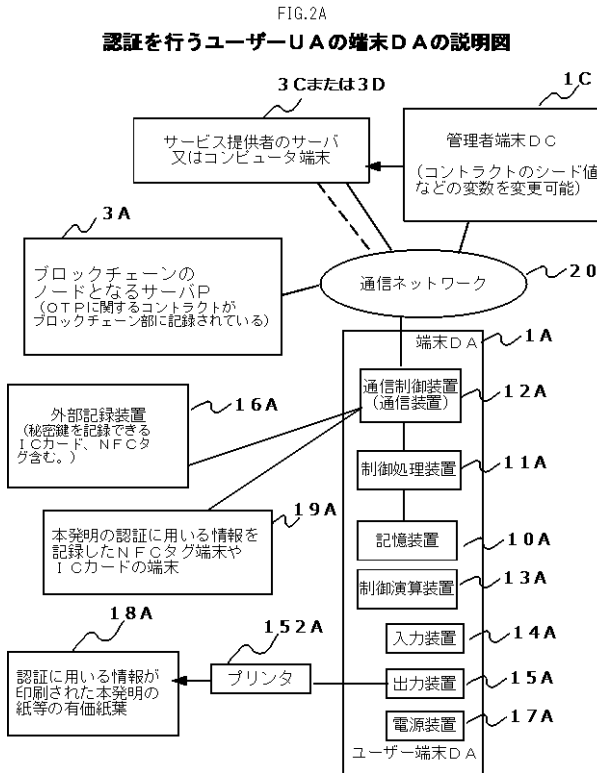 FIG.2A
認証を行うユーザーUAの端末DAの説明図
3Cまたは3D
1C
サービス提供者のサーバ
又はコンピュータ端末
管理者端末DC
(コントラクトのシード値
などの変数を変更可能)
3A
ブロックチェーンの
ノードとなるサーバP
(OTPに関するコントラクトが
ブロックチェーン部に記録されている)
通信ネットワーク
20
端末DA
1A
通信制御装置
(通信装置)
12A
外部記録装置
(秘密鍵を記録できる
ICカード、NFCタ
グ含む。)
16A
制御処理装置
11A
本発明の認証に用いる情報を
記録したNFCタグ端末や
ICカードの端末
19A
記憶装置
10A
制御演算装置
13A
入力装置
14A
18A
認証に用いる情報が
印刷された本発明の
紙等の有価紙葉
152A
プリンタ
出力装置
15A
電源装置
17A
ユーザー端末DA